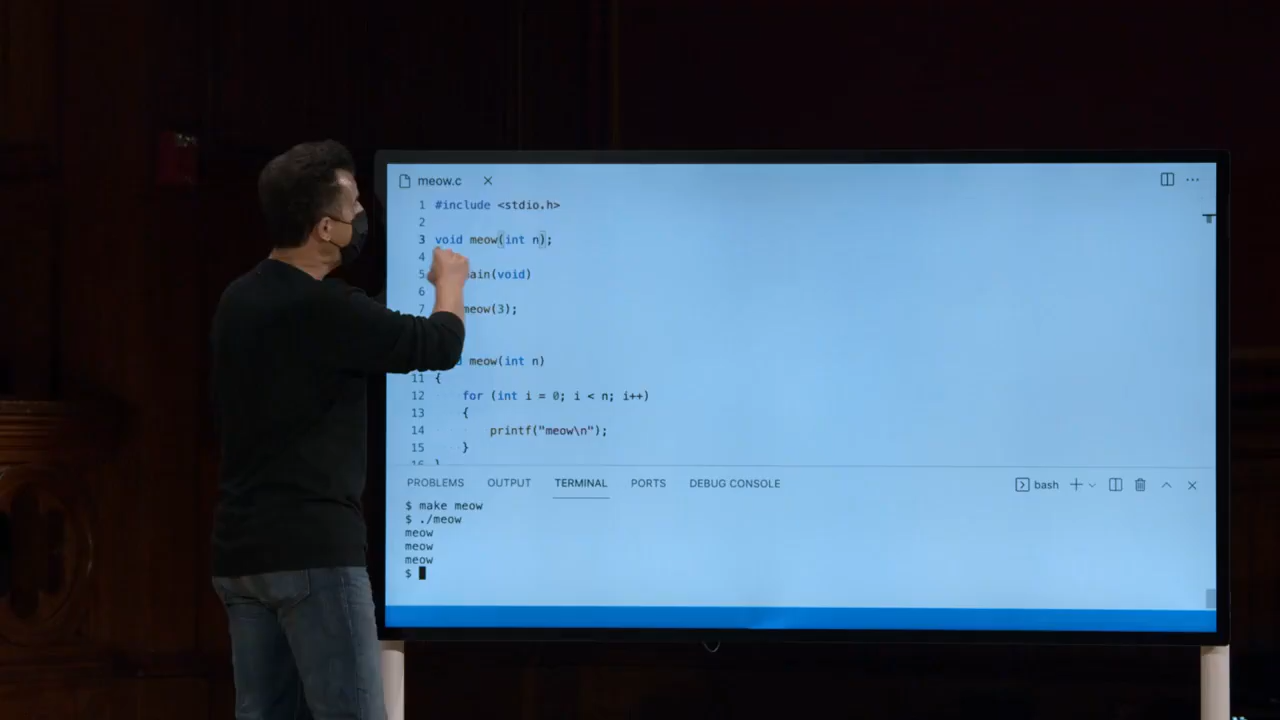 meow.c
1 #include <stdio.h>
2
3 void meow(int n);
4
5 ain(void)
6
7 meow(3);
meow(int n)
11 {
12 for (int i = 0; i < n; i++)
13 {
14 printf("meow\n");
15 }
16 }
PROBLEMS OUTPUT TERMINAL PORTS DEBUG CONSOLE bash
$ make meow
$ ./meow
meow
meow
meow
$